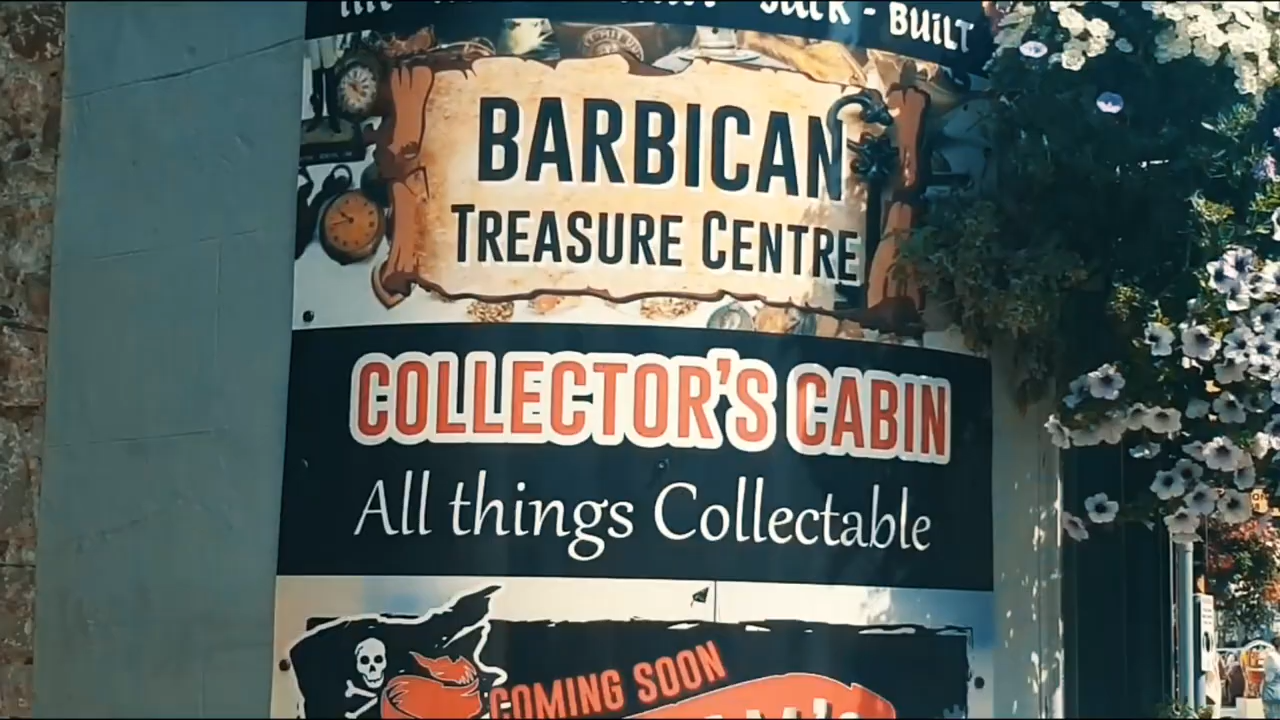 BUILT
BARBICAN
TREASURE CENTRE
COLLECTOR'S CABIN
All things Collectable
COMING SOON